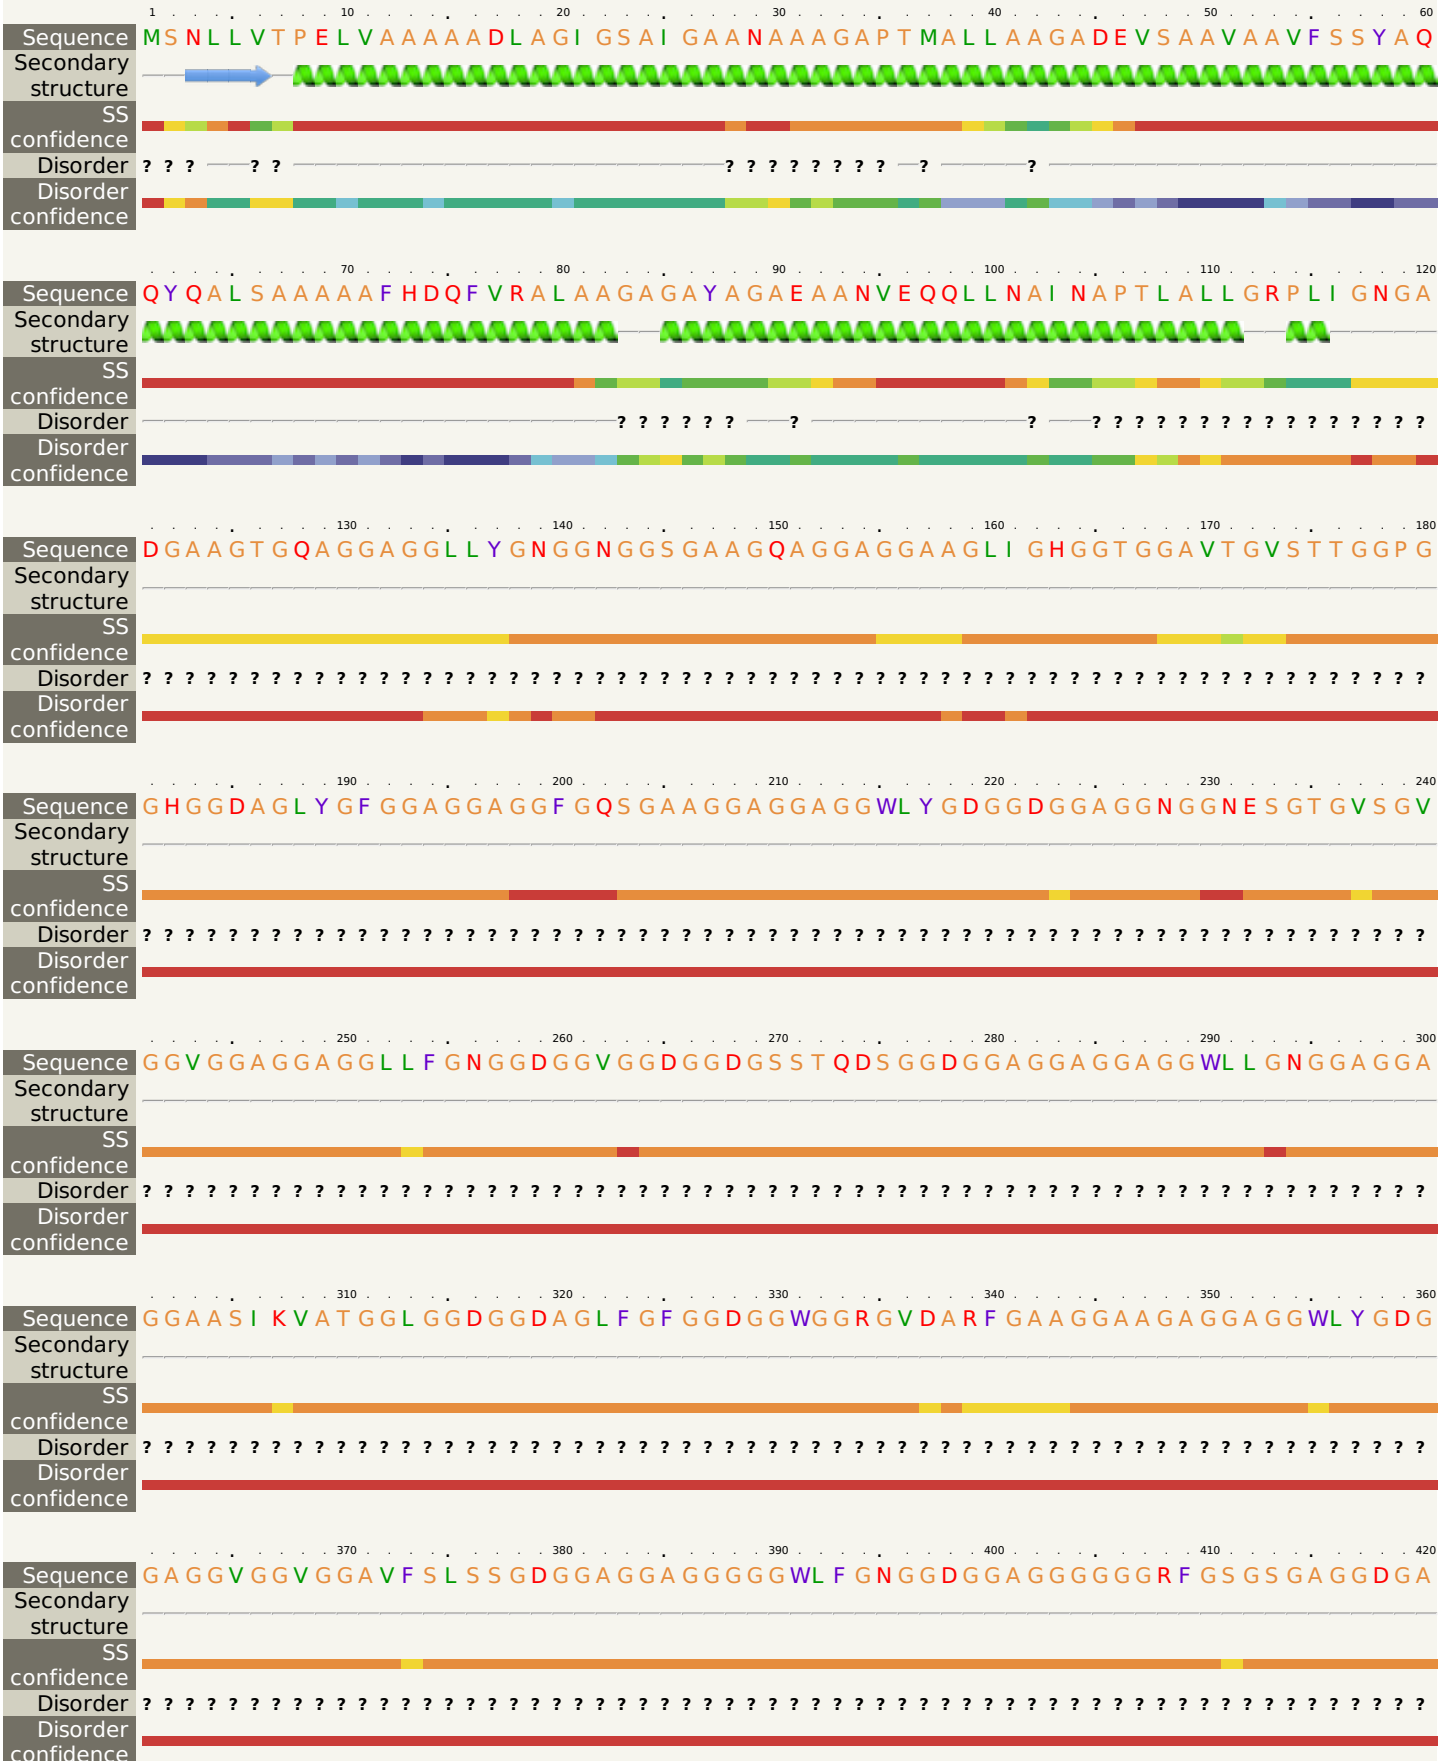 1 10 20 30 40 50 60
Sequence MSNLLVTPELVAAAAADLAGIGSAIGAANAAAGAPTMALLAAGADEVSAAVAAVFSSYAQ
Secondary
structure
SS
confidence
Disorder ? ? ? ? ? ? ? ? ? ? ? ? ? ? ?
Disorder
confidence
70 80 90 100 110 120
Sequence QYQALSAAAAAFHDQFVRALAAGAGAYAGAEAANVEQQLLNAINAPTLALLGRPLIGNGA
Secondary
structure
SS
confidence
Disorder ? ? ? ? ? ? ? ? ? ? ? ? ? ? ? ? ? ? ? ? ? ? ? ?
Disorder
confidence
130 140 150 160 170 180
Sequence DGAAGTGQAGGAGGLLYGNGGNGGSGAAGQAGGAGGAAGLIGHGGTGGAVTGVSTTGGPG
Secondary
structure
SS
confidence
Disorder ? ? ? ? ? ? ? ? ? ? ? ? ? ? ? ? ? ? ? ? ? ? ? ? ? ? ? ? ? ? ? ? ? ? ? ? ? ? ? ? ? ? ? ? ? ? ? ? ? ? ? ? ? ? ? ? ? ? ? ?
Disorder
confidence
190 200 210 220 230 240
Sequence GHGGDAGLYGFGGAGGAGGFGQSGAAGGAGGAGGWLYGDGGDGGAGGNGGNESGTGVSGV
Secondary
structure
SS
confidence
Disorder ? ? ? ? ? ? ? ? ? ? ? ? ? ? ? ? ? ? ? ? ? ? ? ? ? ? ? ? ? ? ? ? ? ? ? ? ? ? ? ? ? ? ? ? ? ? ? ? ? ? ? ? ? ? ? ? ? ? ? ?
Disorder
confidence
250 260 270 280 290 300
Sequence GGVGGAGGAGGLLFGNGGDGGVGGDGGDGSSTQDSGGDGGAGGAGGAGGWLLGNGGAGGA
Secondary
structure
SS
confidence
Disorder ? ? ? ? ? ? ? ? ? ? ? ? ? ? ? ? ? ? ? ? ? ? ? ? ? ? ? ? ? ? ? ? ? ? ? ? ? ? ? ? ? ? ? ? ? ? ? ? ? ? ? ? ? ? ? ? ? ? ? ?
Disorder
confidence
310 320 330 340 350 360
Sequence GGAASIKVATGGLGGDGGDAGLFGFGGDGGWGGRGVDARFGAAGGAAGAGGAGGWLYGDG
Secondary
structure
SS
confidence
Disorder ? ? ? ? ? ? ? ? ? ? ? ? ? ? ? ? ? ? ? ? ? ? ? ? ? ? ? ? ? ? ? ? ? ? ? ? ? ? ? ? ? ? ? ? ? ? ? ? ? ? ? ? ? ? ? ? ? ? ? ?
Disorder
confidence
370 380 390 400 410 420
Sequence GAGGVGGVGGAVFSLSSGDGGAGGAGGGGGWLFGNGGDGGAGGGGGGRFGSGSGAGGDGA
Secondary
structure
SS
confidence
Disorder ? ? ? ? ? ? ? ? ? ? ? ? ? ? ? ? ? ? ? ? ? ? ? ? ? ? ? ? ? ? ? ? ? ? ? ? ? ? ? ? ? ? ? ? ? ? ? ? ? ? ? ? ? ? ? ? ? ? ? ?
Disorder
confidence